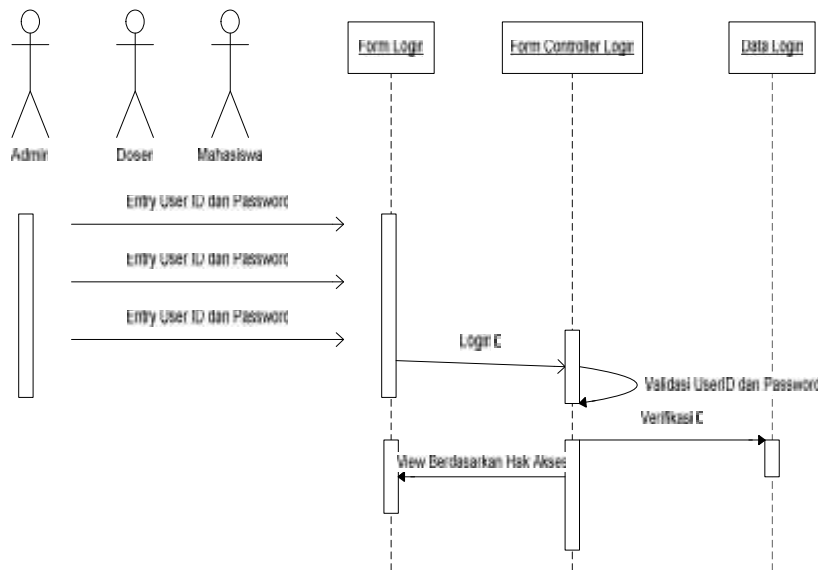 Form Login
Form Controller Login
Data Login
Admin
Dosen
Mahasiswa
Entry User ID dan Password
Entry User ID dan Password
Entry User ID dan Password
Login()
Validasi UserID dan Password
Verifikasi()
View Berdasarkan Hak Akses